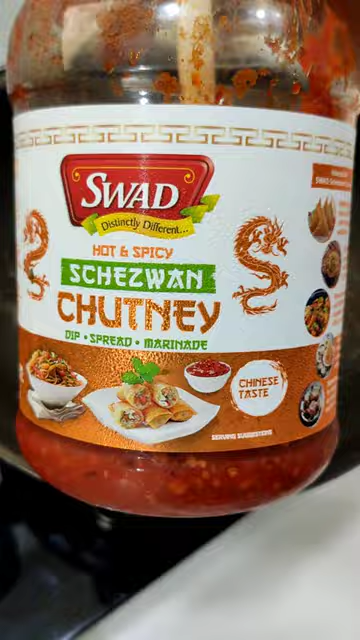 SWAD
Distinctly Different...
HOT & SPICY
SCHEZWAN
CHUTNEY
DIP • SPREAD • MARINADE
CHINESE
TASTE
SERVING SUGGESTIONS